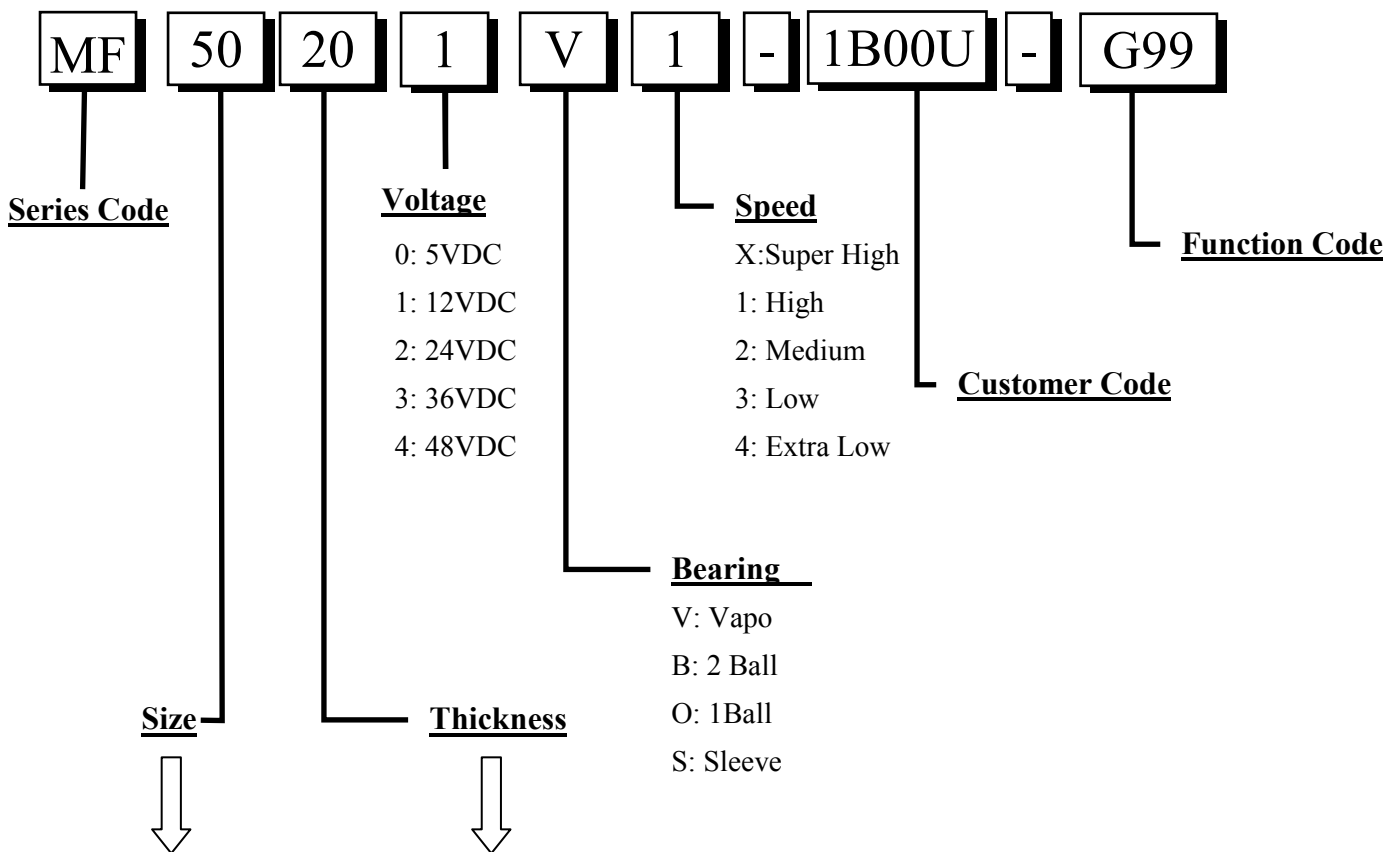 MF 50 20 1 V 1 - 1B00U - G99
Series Code
Voltage
0: 5VDC
1: 12VDC
2: 24VDC
3: 36VDC
4: 48VDC
Speed
X:Super High
1: High
2: Medium
3: Low
4: Extra Low
Function Code
Customer Code
Bearing
V: Vapo
B: 2 Ball
O: 1Ball
S: Sleeve
Size
Thickness